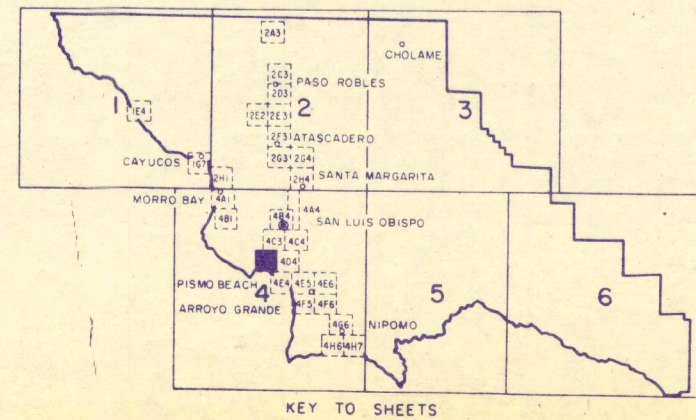 2A3
CHOLAME
2C3
PASO ROBLES
2D3
1 2 3
1E4
2E2 2E3
2F3 ATASCADERO
2G3 2G4
CAYUCOS 1G7
2H1 2H4 SANTA MARGARITA
MORRO BAY 4A1 4A4
4B1 4B4 SAN LUIS OBISPO
4C3 4C4
4D4
PISMO BEACH 4E4 4E5 4E6
4 5 6
ARROYO GRANDE 4F5 4F6
4G6 NIPOMO
4H6 4H7
KEY TO SHEETS